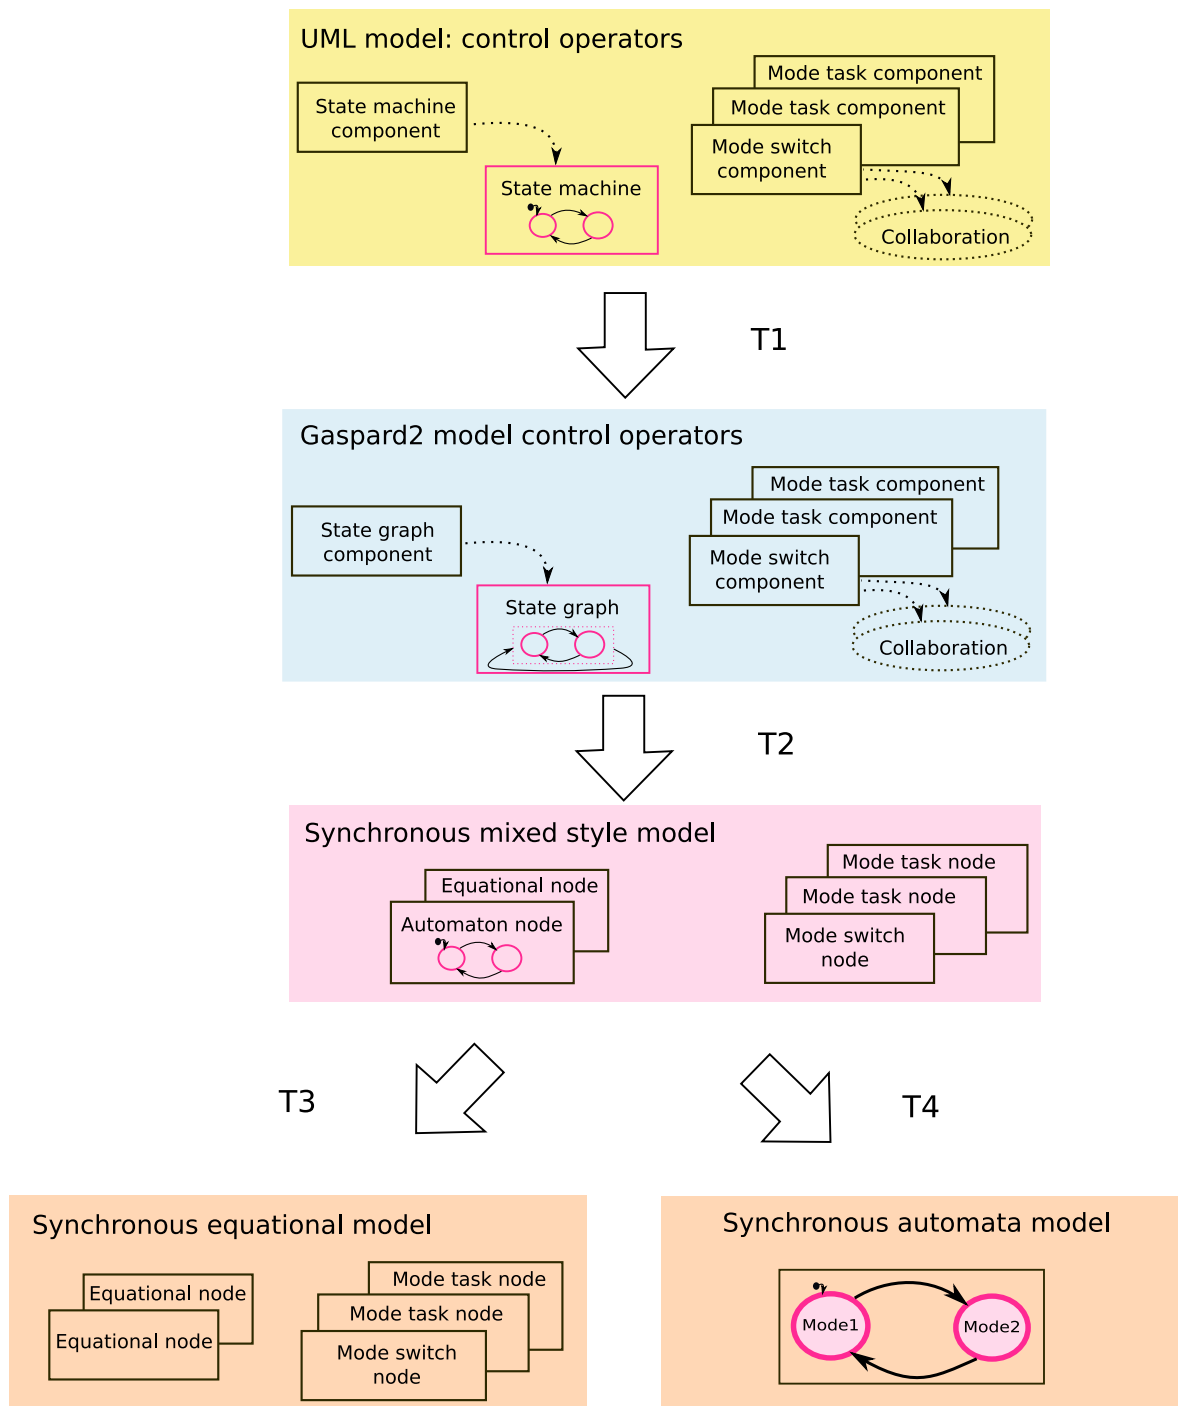 UML model: control operators
State machine
component
State machine
Mode task component
Mode task component
Mode switch
component
Collaboration
T1
Gaspard2 model control operators
State graph
component
State graph
Mode task component
Mode task component
Mode switch
component
Collaboration
T2
Synchronous mixed style model
Equational node
Automaton node
Mode task node
Mode task node
Mode switch
node
T3
T4
Synchronous equational model
Equational node
Equational node
Mode task node
Mode task node
Mode switch
node
Synchronous automata model
Mode1
Mode2